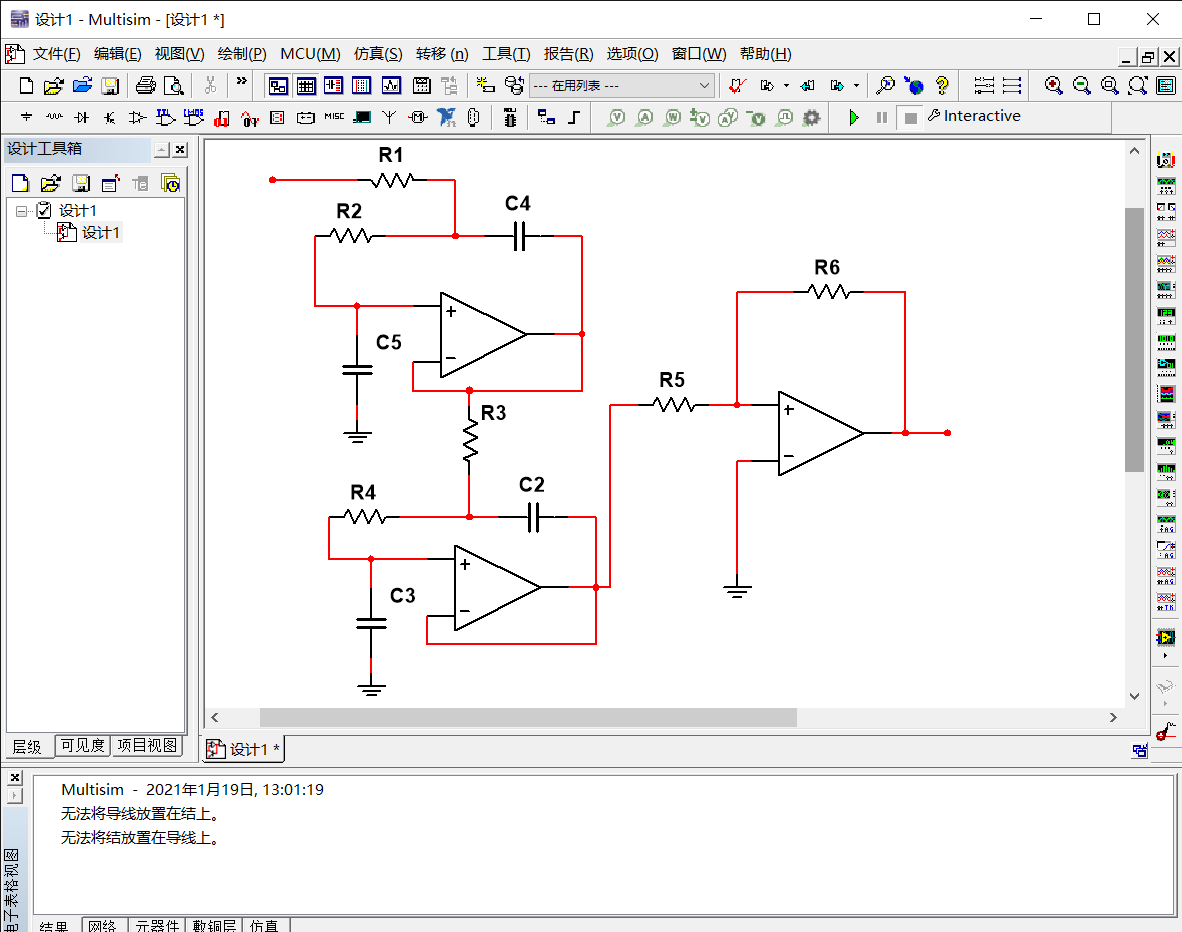 设计1 - Multisim - [设计1 *]
文件(F) 编辑(E) 视图(V) 绘制(P) MCU(M) 仿真(S) 转移 (n) 工具(T) 报告(R) 选项(O) 窗口(W) 帮助(H)
--- 在用列表 ---
MISC
Interactive
设计工具箱
设计1
设计1
R1
R2
C4
R6
C5
R5
R3
R4
C2
C3
层级 可见度 项目视图
设计1 *
Multisim - 2021年1月19日, 13:01:19
无法将导线放置在结上。
无法将结放置在导线上。
电子表格视图
结果 网络 元器件 敷铜层 仿真